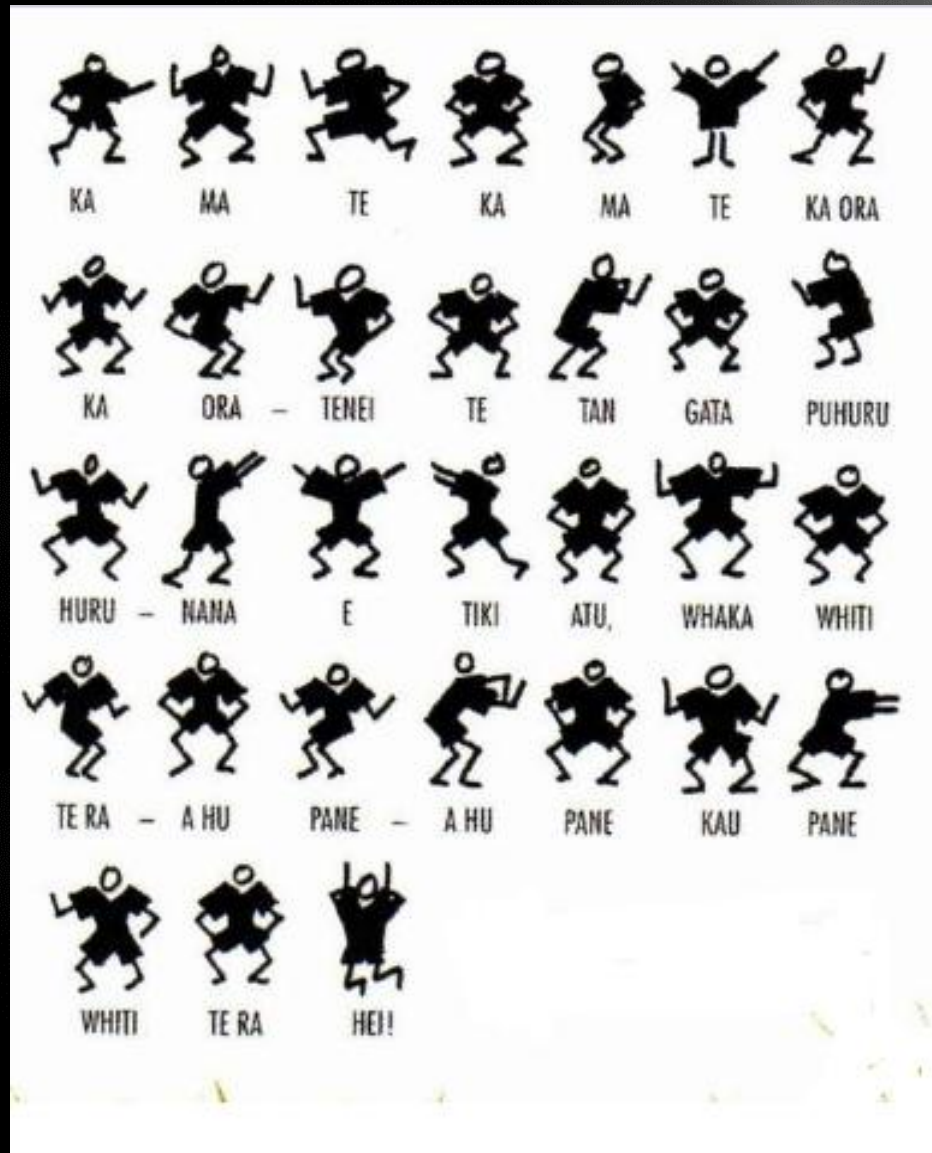 KA MA TE KA MA TE KA ORA
KA ORA – TENEI TE TAN GATA PUHURU
HURU – NANA E TIKI ATU, WHAKA WHITI
TE RA – A HU PANE – A HU PANE KAU PANE
WHITI TE RA HEI!